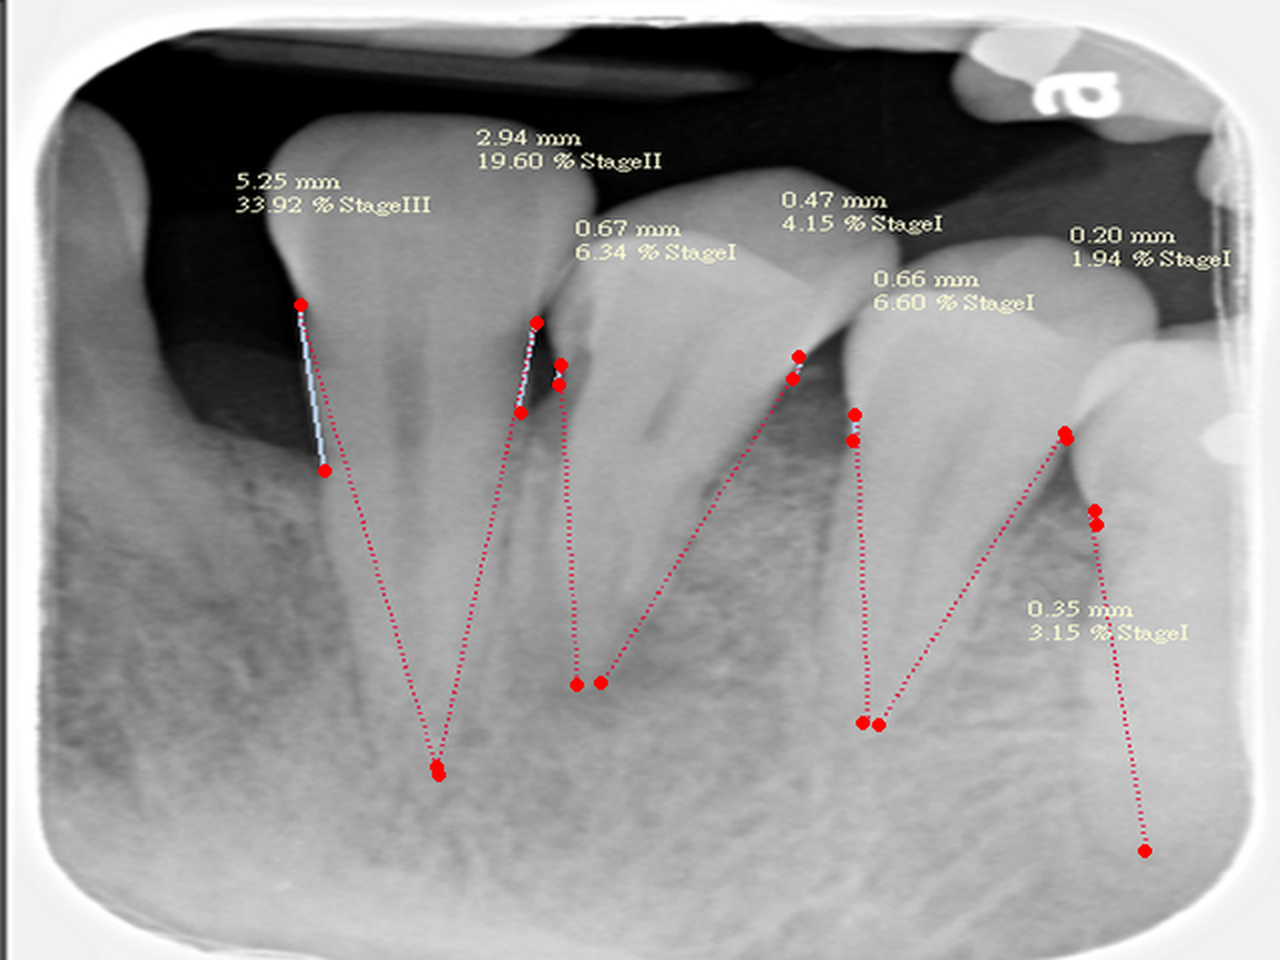 a
2.94 mm
19.60 % StageII
5.25 mm
33.92 % StageIII
0.47 mm
4.15 % StageI
0.67 mm
6.34 % StageI
0.20 mm
1.94 % StageI
0.66 mm
6.60 % StageI
0.35 mm
3.15 % StageI